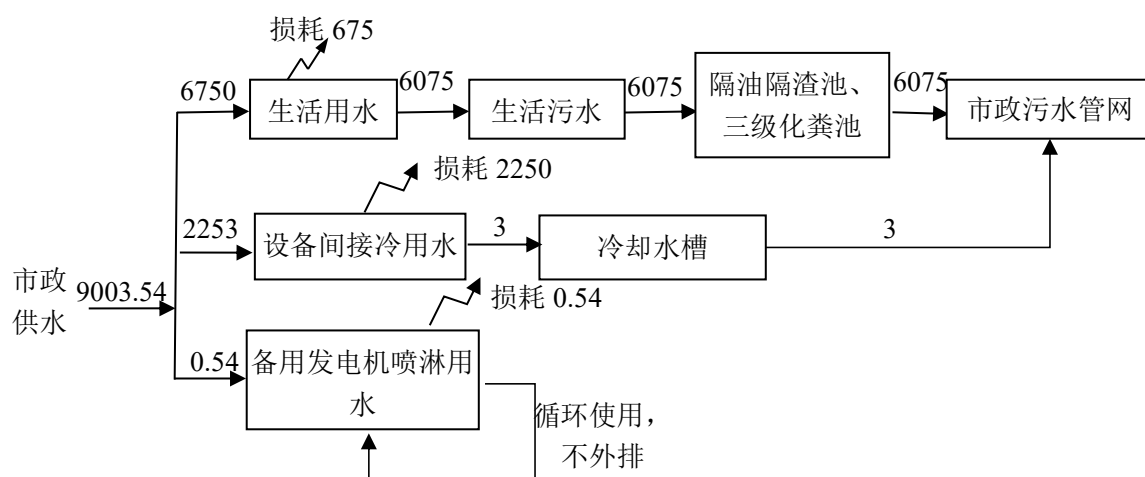 损耗 675
6750
生活用水
6075
生活污水
6075
隔油隔渣池、
三级化粪池
6075
市政污水管网
损耗 2250
2253
设备间接冷用水
3
冷却水槽
3
市政
供水
9003.54
损耗 0.54
0.54
备用发电机喷淋用
水
循环使用，
不外排